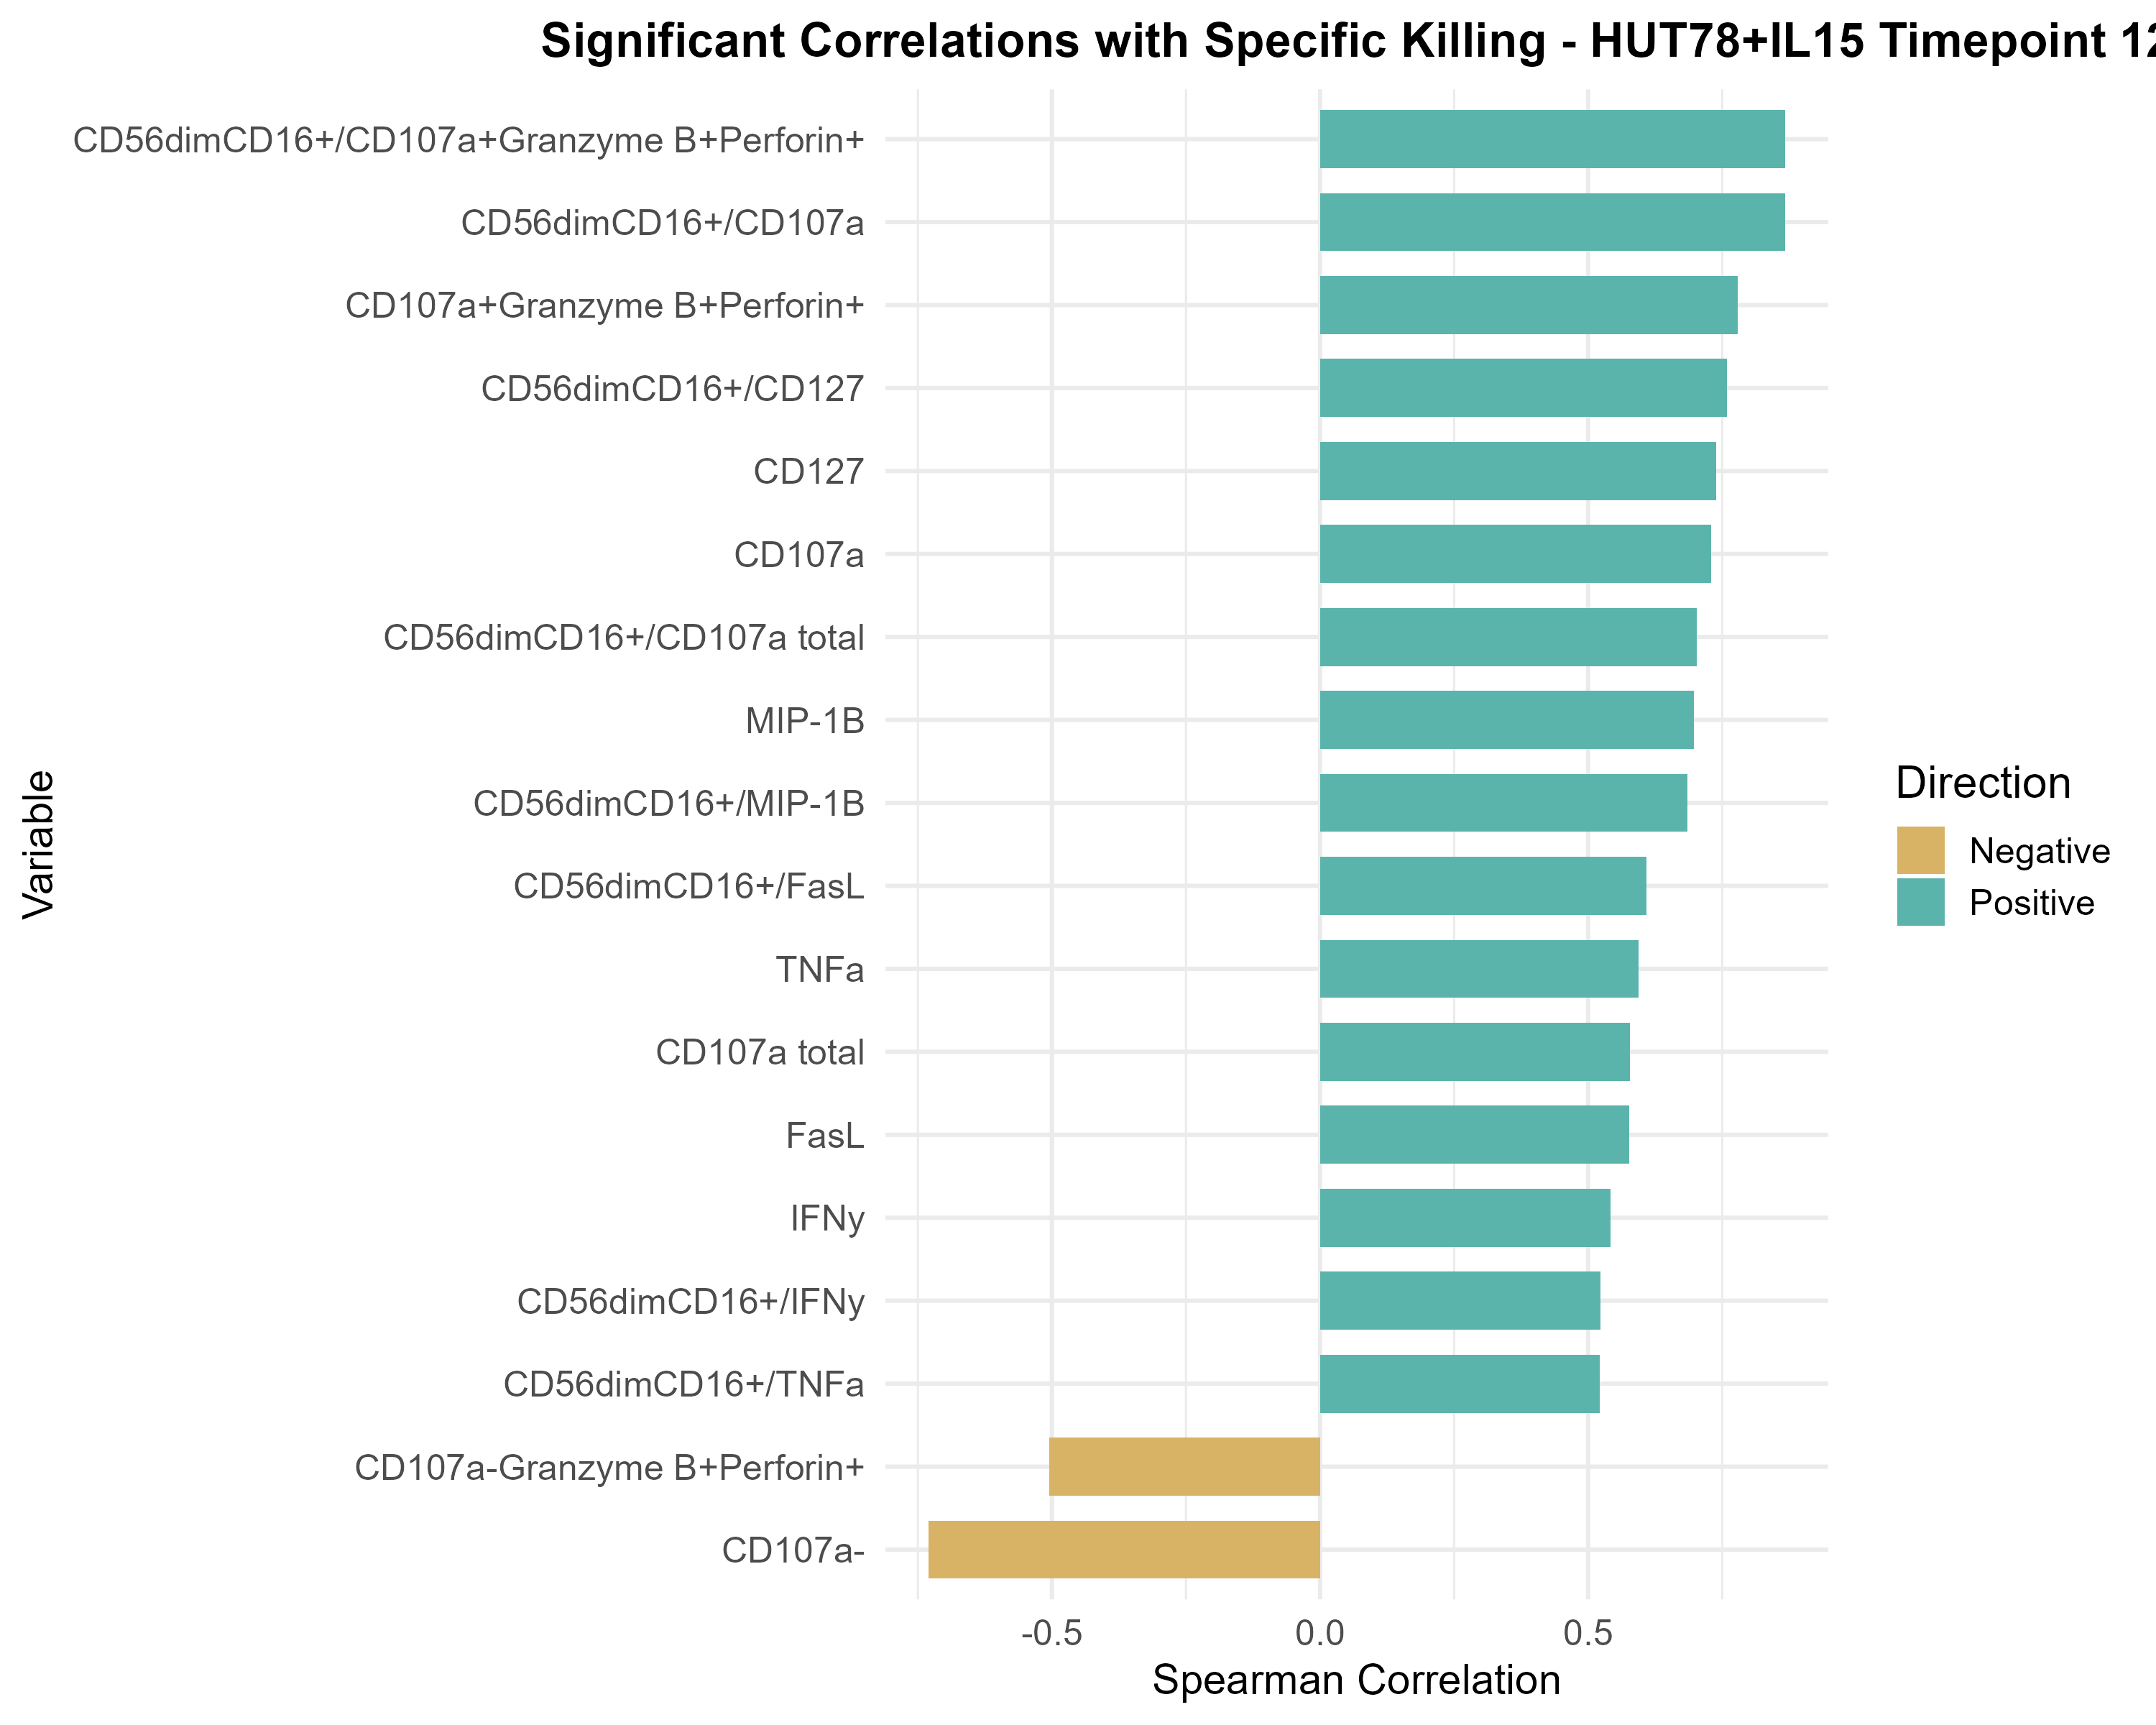 Significant Correlations with Specific Killing - HUT78+IL15 Timepoint 12
CD56dimCD16+/CD107a+Granzyme B+Perforin+
CD56dimCD16+/CD107a
CD107a+Granzyme B+Perforin+
CD56dimCD16+/CD127
CD127
CD107a
CD56dimCD16+/CD107a total
MIP-1B
CD56dimCD16+/MIP-1B
CD56dimCD16+/FasL
TNFa
CD107a total
FasL
IFNy
CD56dimCD16+/IFNy
CD56dimCD16+/TNFa
CD107a-Granzyme B+Perforin+
CD107a-
Variable
-0.5
0.0
0.5
Spearman Correlation
Direction
Negative
Positive